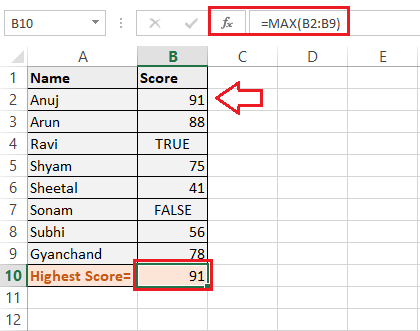 B10 fx =MAX(B2:B9)
A B C D E
1 Name Score
2 Anuj 91
3 Arun 88
4 Ravi TRUE
5 Shyam 75
6 Sheetal 41
7 Sonam FALSE
8 Subhi 56
9 Gyanchand 78
10 Highest Score= 91
11
12